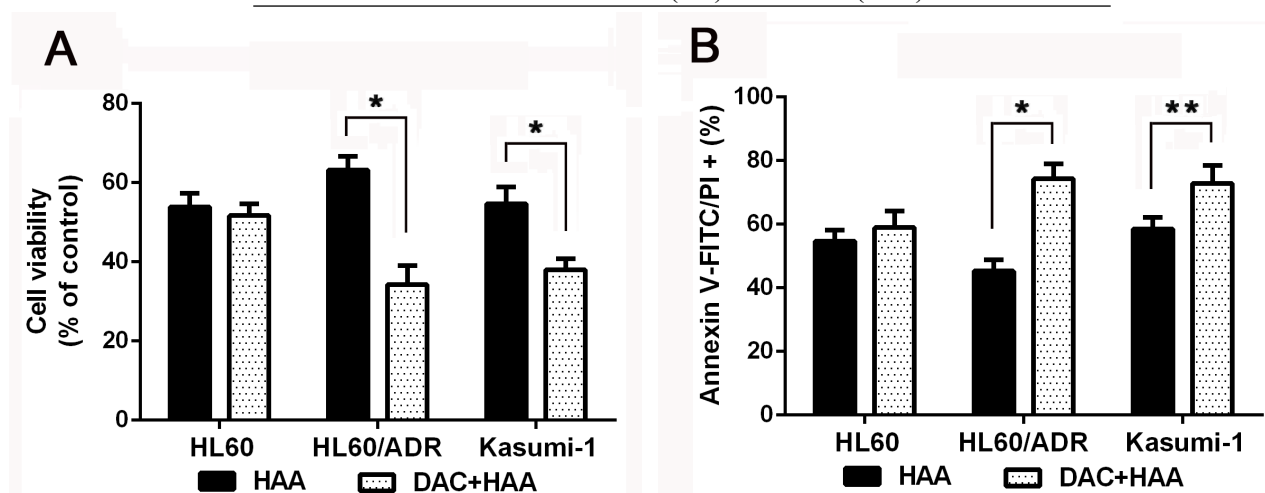 A
Cell viability
(% of control)
80
60
40
20
0
*
*
HL60 HL60/ADR Kasumi-1
HAA DAC+HAA
B
Annexin V-FITC/PI + (%)
100
80
60
40
20
0
*
**
HL60 HL60/ADR Kasumi-1
HAA DAC+HAA